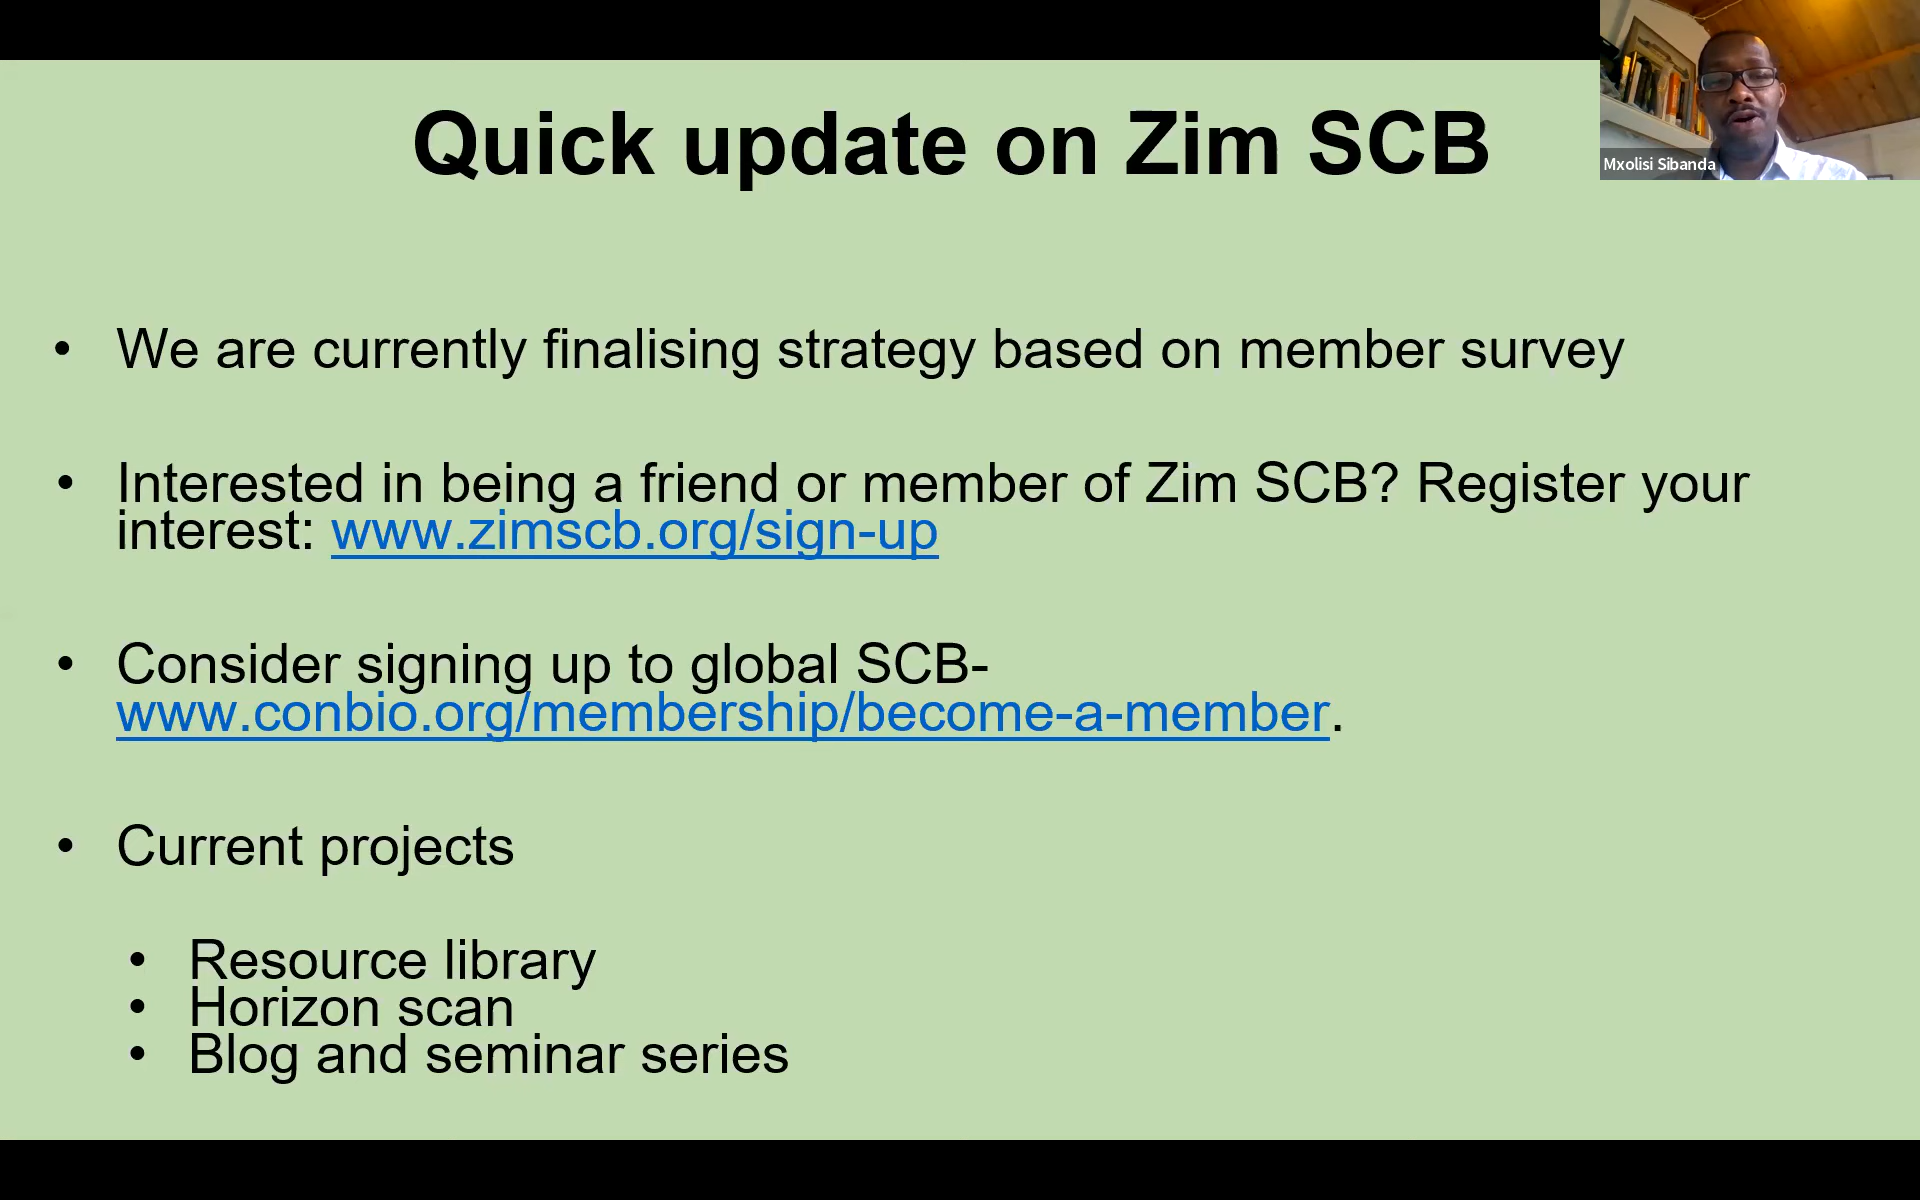 Quick update on Zim SCB
Mxolisi Sibanda
• We are currently finalising strategy based on member survey
• Interested in being a friend or member of Zim SCB? Register your
interest: www.zimscb.org/sign-up
• Consider signing up to global SCB-
www.conbio.org/membership/become-a-member.
• Current projects
• Resource library
• Horizon scan
• Blog and seminar series